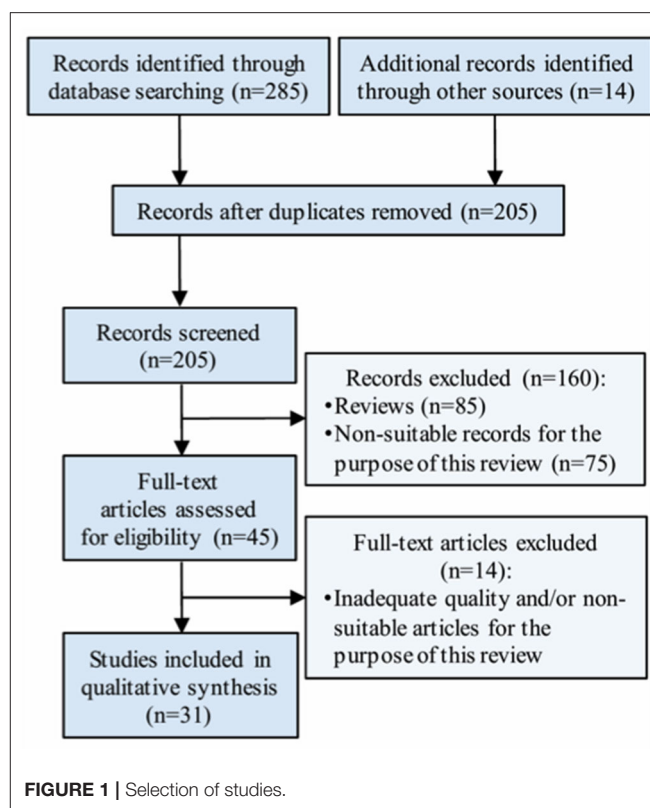 Records identified through
database searching (n=285)
Additional records identified
through other sources (n=14)
Records after duplicates removed (n=205)
Records screened
(n=205)
Records excluded (n=160):
•Reviews (n=85)
•Non-suitable records for the
purpose of this review (n=75)
Full-text
articles assessed
for eligibility (n=45)
Full-text articles excluded
(n=14):
•Inadequate quality and/or non-
suitable articles for the
purpose of this review
Studies included in
qualitative synthesis
(n=31)
FIGURE 1 | Selection of studies.